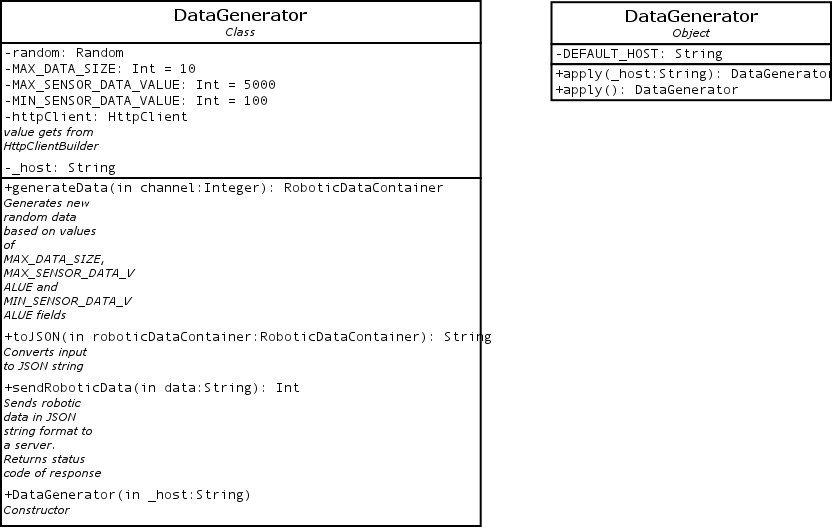 DataGenerator
Class
-random: Random
-MAX_DATA_SIZE: Int = 10
-MAX_SENSOR_DATA_VALUE: Int = 5000
-MIN_SENSOR_DATA_VALUE: Int = 100
-httpClient: HttpClient
value gets from
HttpClientBuilder
-_host: String
+generateData(in channel:Integer): RoboticDataContainer
Generates new
random data
based on values
of
MAX_DATA_SIZE,
MAX_SENSOR_DATA_V
ALUE and
MIN_SENSOR_DATA_V
ALUE fields
+toJSON(in roboticDataContainer:RoboticDataContainer): String
Converts input
to JSON string
+sendRoboticData(in data:String): Int
Sends robotic
data in JSON
string format to
a server.
Returns status
code of response
+DataGenerator(in _host:String)
Constructor
DataGenerator
Object
-DEFAULT_HOST: String
+apply(_host:String): DataGenerator
+apply(): DataGenerator